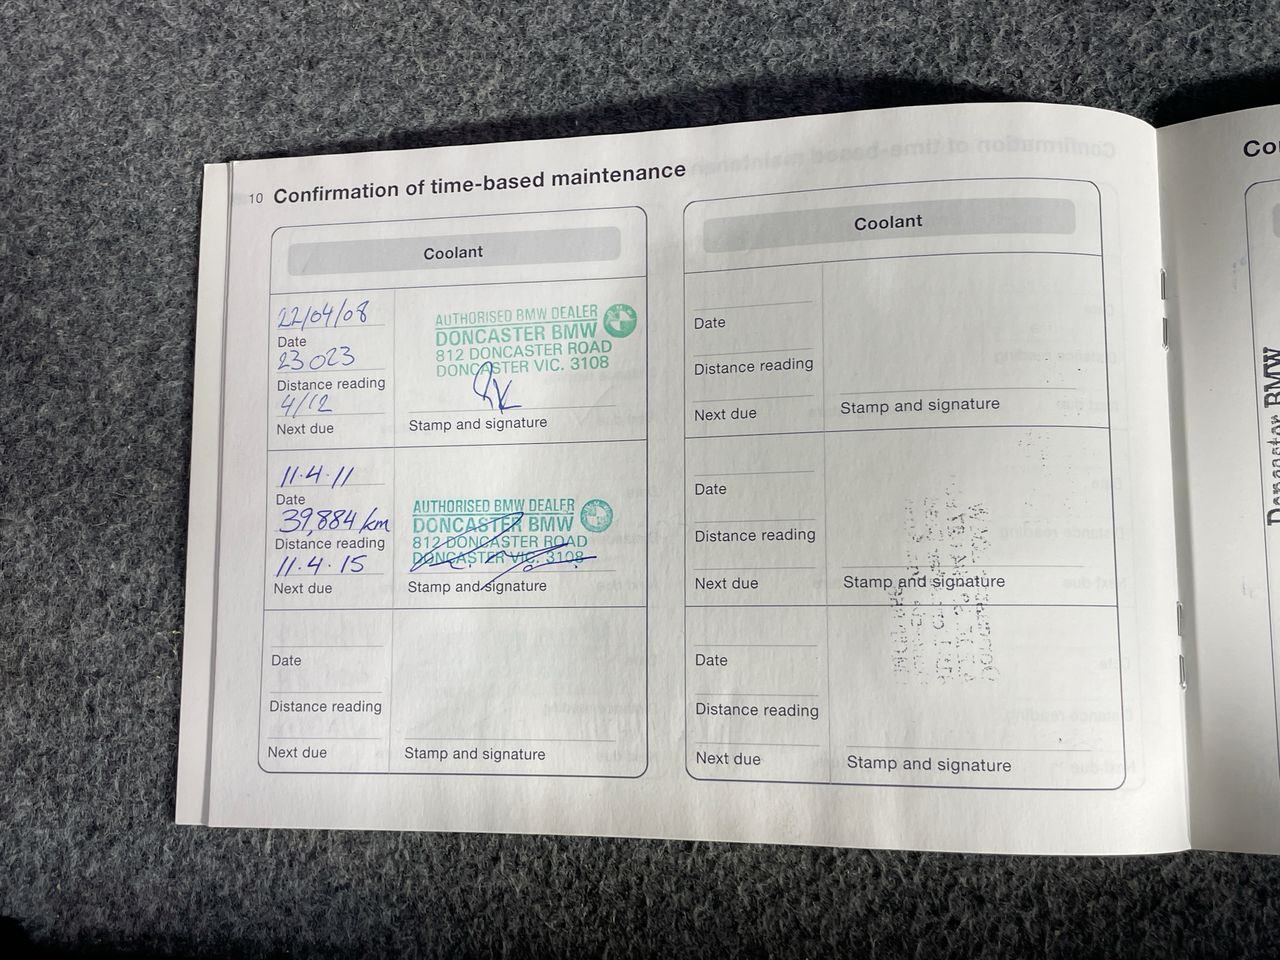 10 Confirmation of time-based maintenance
Coolant
22/04/08
Date
23023
Distance reading
4/12
Next due
AUTHORISED BMW DEALER
DONCASTER BMW
812 DONCASTER ROAD
DONCASTER VIC. 3108
Stamp and signature
11.4.11
Date
39,884 km
Distance reading
11.4.15
Next due
AUTHORISED BMW DEALER
DONCASTER BMW
812 DONCASTER ROAD
DONCASTER VIC. 3108
Stamp and signature
Date
Distance reading
Next due
Stamp and signature
Coolant
Date
Distance reading
Next due
Stamp and signature
Date
Distance reading
Next due
Stamp and signature
Date
Distance reading
Next due
Stamp and signature
Co
Doncaster BMW